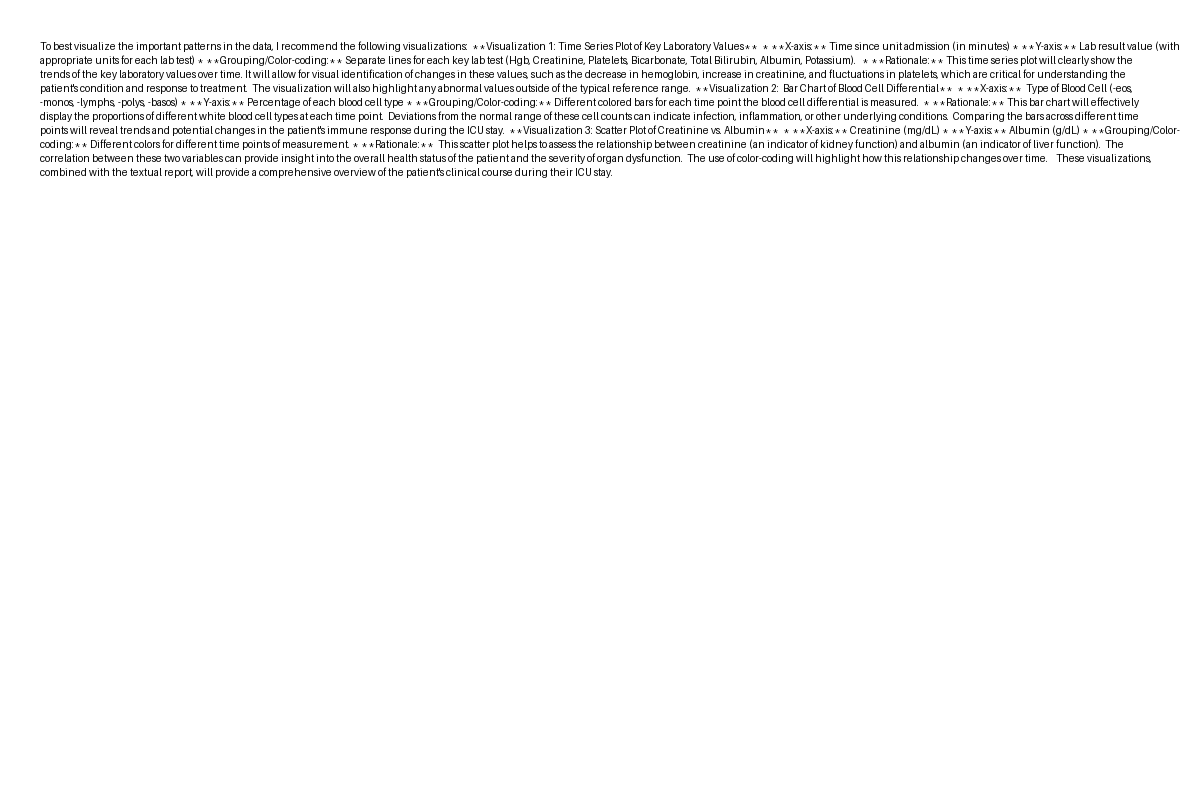 To best visualize the important patterns in the data, I recommend the following visualizations:  **Visualization 1: Time Series Plot of Key Laboratory Values**  * **X-axis:** Time since unit admission (in minutes) * **Y-axis:** Lab result value (with
appropriate units for each lab test) * **Grouping/Color-coding:** Separate lines for each key lab test (Hgb, Creatinine, Platelets, Bicarbonate, Total Bilirubin, Albumin, Potassium).  * **Rationale:** This time series plot will clearly show the
trends of the key laboratory values over time. It will allow for visual identification of changes in these values, such as the decrease in hemoglobin, increase in creatinine, and fluctuations in platelets, which are critical for understanding the
patient's condition and response to treatment.  The visualization will also highlight any abnormal values outside of the typical reference range.  **Visualization 2:  Bar Chart of Blood Cell Differential**  * **X-axis:**  Type of Blood Cell (-eos,
-monos, -lymphs, -polys, -basos) * **Y-axis:** Percentage of each blood cell type * **Grouping/Color-coding:** Different colored bars for each time point the blood cell differential is measured.  * **Rationale:** This bar chart will effectively
display the proportions of different white blood cell types at each time point.  Deviations from the normal range of these cell counts can indicate infection, inflammation, or other underlying conditions.  Comparing the bars across different time
points will reveal trends and potential changes in the patient's immune response during the ICU stay.  **Visualization 3: Scatter Plot of Creatinine vs. Albumin**  * **X-axis:** Creatinine (mg/dL) * **Y-axis:** Albumin (g/dL) * **Grouping/Color-
coding:** Different colors for different time points of measurement. * **Rationale:**  This scatter plot helps to assess the relationship between creatinine (an indicator of kidney function) and albumin (an indicator of liver function).  The
correlation between these two variables can provide insight into the overall health status of the patient and the severity of organ dysfunction.  The use of color-coding will highlight how this relationship changes over time.   These visualizations,
combined with the textual report, will provide a comprehensive overview of the patient's clinical course during their ICU stay.